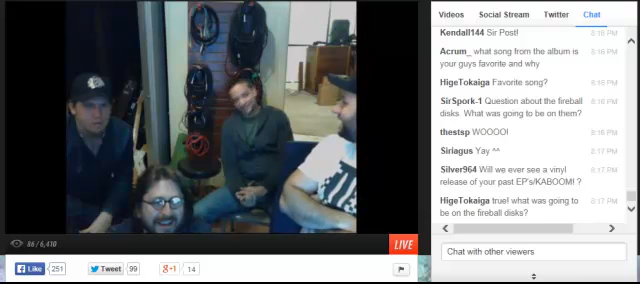 Videos Social Stream Twitter Chat
Kendall144 Sir Post! 8:16 PM
Acrum_ what song from the album is 8:16 PM
your guys favorite and why
HigeTokaiga Favorite song? 8:16 PM
SirSpork-1 Question about the fireball 8:16 PM
disks. What was going to be on them?
thestsp WOOOO! 8:16 PM
Siriagus Yay ^^ 8:17 PM
Silver964 Will we ever see a vinyl 8:17 PM
release of your past EP's/KABOOM! ?
HigeTokaiga true! what was going to 8:17 PM
be on the fireball disks?
86 / 6,410 LIVE
Chat with other viewers
Like 251 Tweet 99 g+1 14